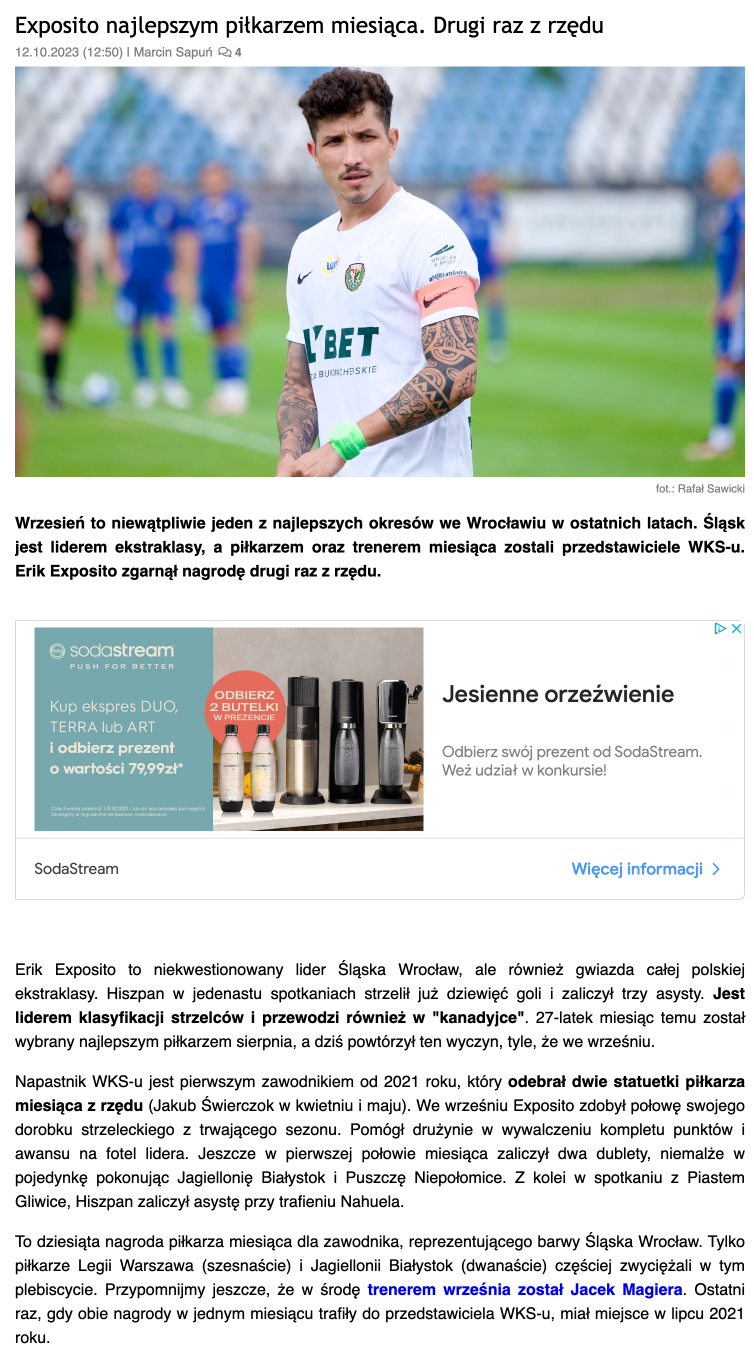 Exposito najlepszym piłkarzem miesiąca. Drugi raz z rzędu
12.10.2023 (12:50) | Marcin Sapuń 4
LOTTO
WROCŁAW
BET
BUKMACHERSKIE
fot.: Rafał Sawicki
Wrzesień to niewątpliwie jeden z najlepszych okresów we Wrocławiu w ostatnich latach. Śląsk
jest liderem ekstraklasy, a piłkarzem oraz trenerem miesiąca zostali przedstawiciele WKS-u.
Erik Exposito zgarnął nagrodę drugi raz z rzędu.
sodastream
PUSH FOR BETTER
Kup ekspres DUO,
TERRA lub ART
i odbierz prezent
o wartości 79,99zł*
ODBIERZ
2 BUTELKI
W PREZENCIE
Jesienne orzeźwienie
Odbierz swój prezent od SodaStream.
Weź udział w konkursie!
SodaStream
Więcej informacji
Erik Exposito to niekwestionowany lider Śląska Wrocław, ale również gwiazda całej polskiej
ekstraklasy. Hiszpan w jedenastu spotkaniach strzelił już dziewięć goli i zaliczył trzy asysty. Jest
liderem klasyfikacji strzelców i przewodzi również w "kanadyjce". 27-latek miesiąc temu został
wybrany najlepszym piłkarzem sierpnia, a dziś powtórzył ten wyczyn, tyle, że we wrześniu.
Napastnik WKS-u jest pierwszym zawodnikiem od 2021 roku, który odebrał dwie statuetki piłkarza
miesiąca z rzędu (Jakub Świerczok w kwietniu i maju). We wrześniu Exposito zdobył połowę swojego
dorobku strzeleckiego z trwającego sezonu. Pomógł drużynie w wywalczeniu kompletu punktów i
awansu na fotel lidera. Jeszcze w pierwszej połowie miesiąca zaliczył dwa dublety, niemalże w
pojedynkę pokonując Jagiellonię Białystok i Puszczę Niepołomice. Z kolei w spotkaniu z Piastem
Gliwice, Hiszpan zaliczył asystę przy trafieniu Nahuela.
To dziesiąta nagroda piłkarza miesiąca dla zawodnika, reprezentującego barwy Śląska Wrocław. Tylko
piłkarze Legii Warszawa (szesnaście) i Jagiellonii Białystok (dwanaście) częściej zwyciężali w tym
plebiscycie. Przypomnijmy jeszcze, że w środę trenerem września został Jacek Magiera. Ostatni
raz, gdy obie nagrody w jednym miesiącu trafiły do przedstawiciela WKS-u, miał miejsce w lipcu 2021
roku.